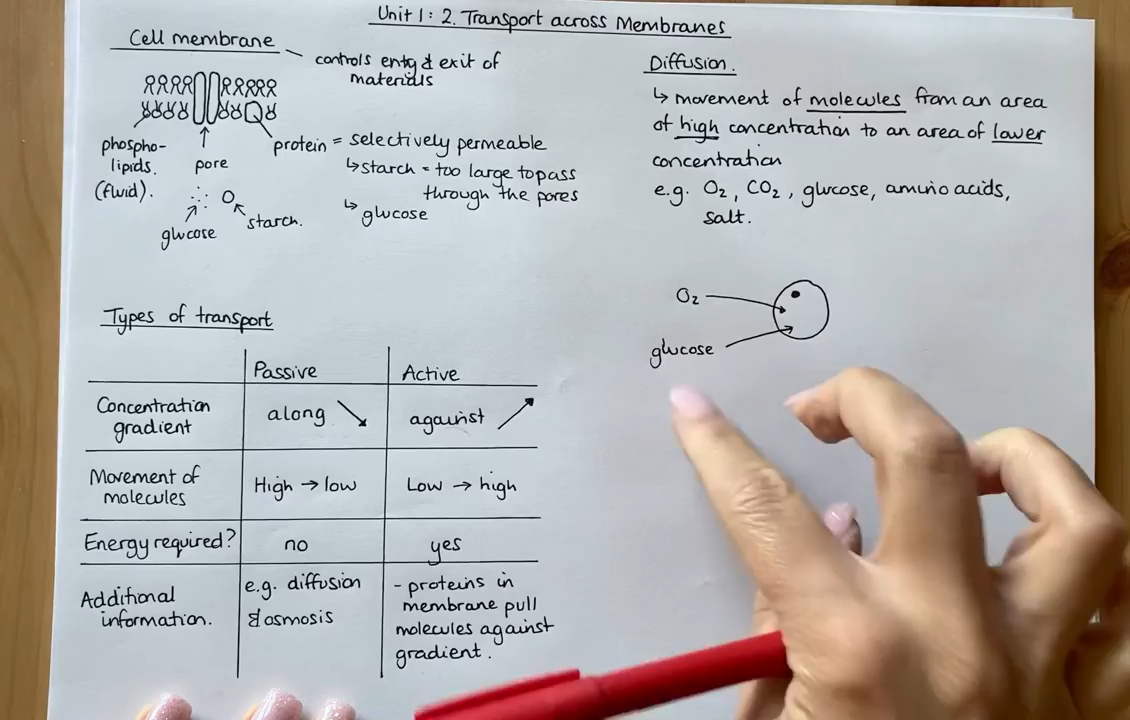 Unit 1: 2. Transport across Membranes
Cell membrane
controls entry & exit of
materials
phospho-
lipids.
(fluid).
pore
protein = selectively permeable
↳ starch = too large to pass
through the pores
↳ glucose
glucose
starch.
Types of transport
Passive
Active
Concentration
gradient
along ↘
against ↗
Movement of
molecules
High → low
Low → high
Energy required?
no
yes
Additional
information.
e.g. diffusion
& osmosis
- proteins in
membrane pull
molecules against
gradient.
Diffusion.
↳ movement of molecules from an area
of high concentration to an area of lower
concentration
e.g. O₂, CO₂, glucose, amino acids,
salt.
O₂
glucose